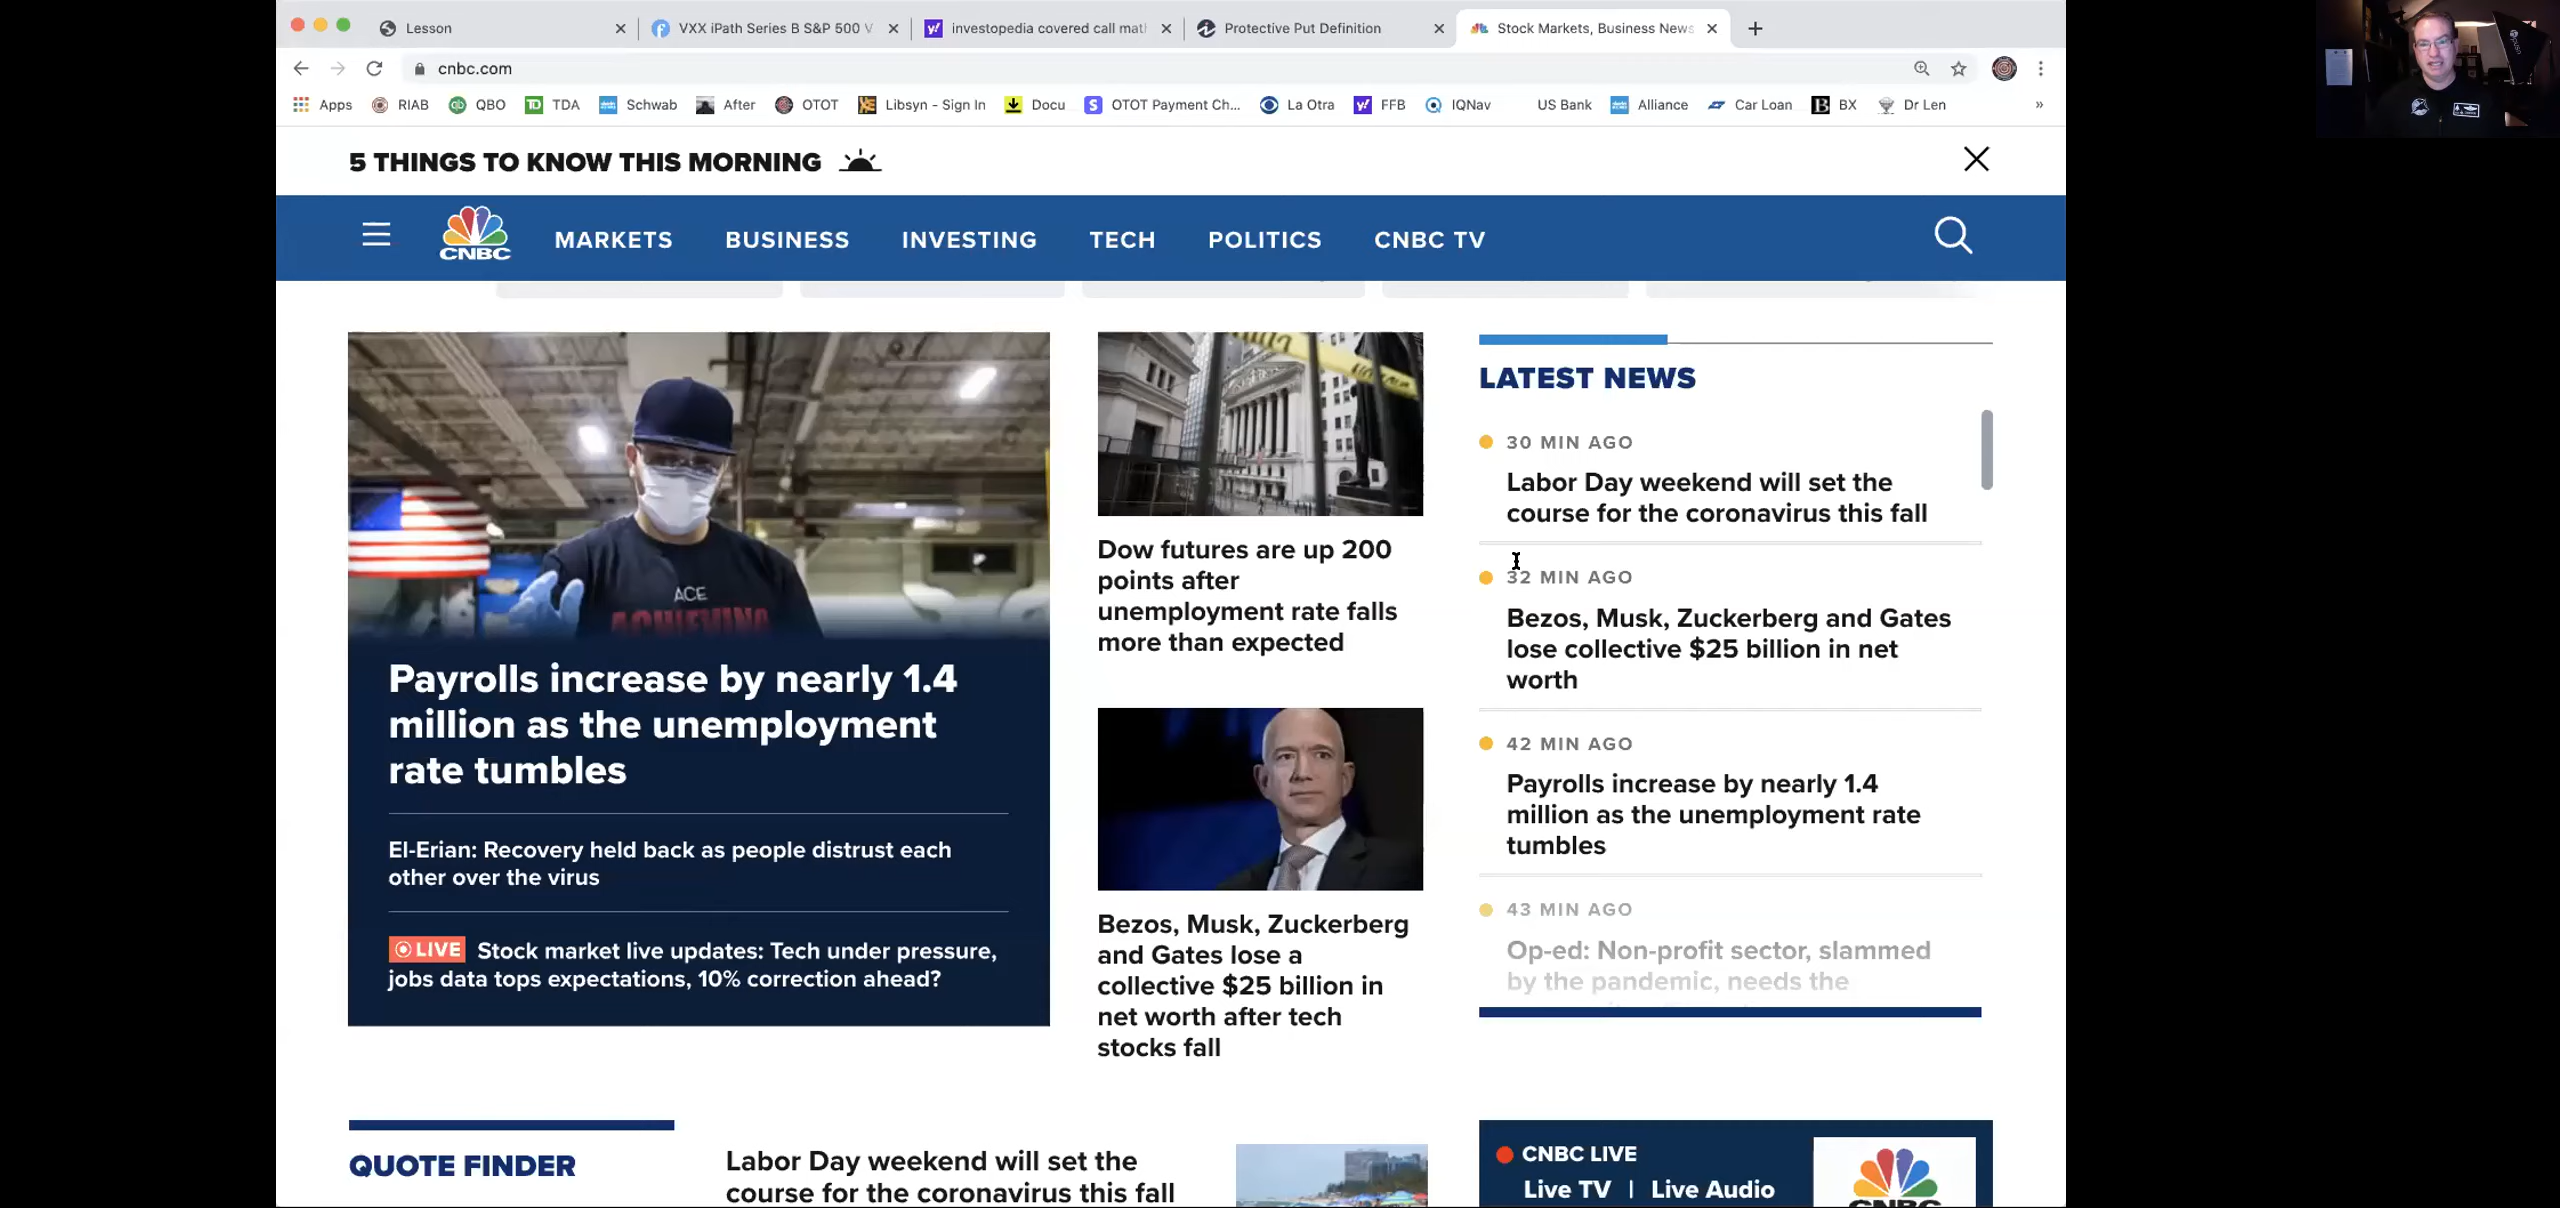 Lesson
VXX iPath Series B S&P 500 V
investopedia covered call mat
Protective Put Definition
Stock Markets, Business News
cnbc.com
Apps
RIAB
QBO
TDA
Schwab
After
OTOT
Libsyn - Sign In
Docu
OTOT Payment Ch...
La Otra
FFB
IQNav
US Bank
Alliance
Car Loan
BX
Dr Len
»
5 THINGS TO KNOW THIS MORNING
CNBC
MARKETS
BUSINESS
INVESTING
TECH
POLITICS
CNBC TV
ACE
ACHIEVING
Payrolls increase by nearly 1.4
million as the unemployment
rate tumbles
El-Erian: Recovery held back as people distrust each
other over the virus
LIVE Stock market live updates: Tech under pressure,
jobs data tops expectations, 10% correction ahead?
Dow futures are up 200
points after
unemployment rate falls
more than expected
Bezos, Musk, Zuckerberg
and Gates lose a
collective $25 billion in
net worth after tech
stocks fall
LATEST NEWS
30 MIN AGO
Labor Day weekend will set the
course for the coronavirus this fall
32 MIN AGO
Bezos, Musk, Zuckerberg and Gates
lose collective $25 billion in net
worth
42 MIN AGO
Payrolls increase by nearly 1.4
million as the unemployment rate
tumbles
43 MIN AGO
Op-ed: Non-profit sector, slammed
by the pandemic, needs the
QUOTE FINDER
Labor Day weekend will set the
course for the coronavirus this fall
CNBC LIVE
Live TV | Live Audio
CNBC